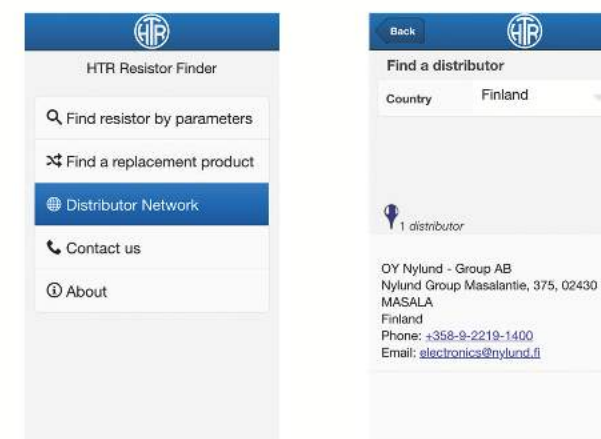 HTR
HTR Resistor Finder
Find resistor by parameters
Find a replacement product
Distributor Network
Contact us
About
Back
HTR
Find a distributor
Country Finland
1 distributor
OY Nylund - Group AB
Nylund Group Masalantie, 375, 02430
MASALA
Finland
Phone: +358-9-2219-1400
Email: electronics@nylund.fi